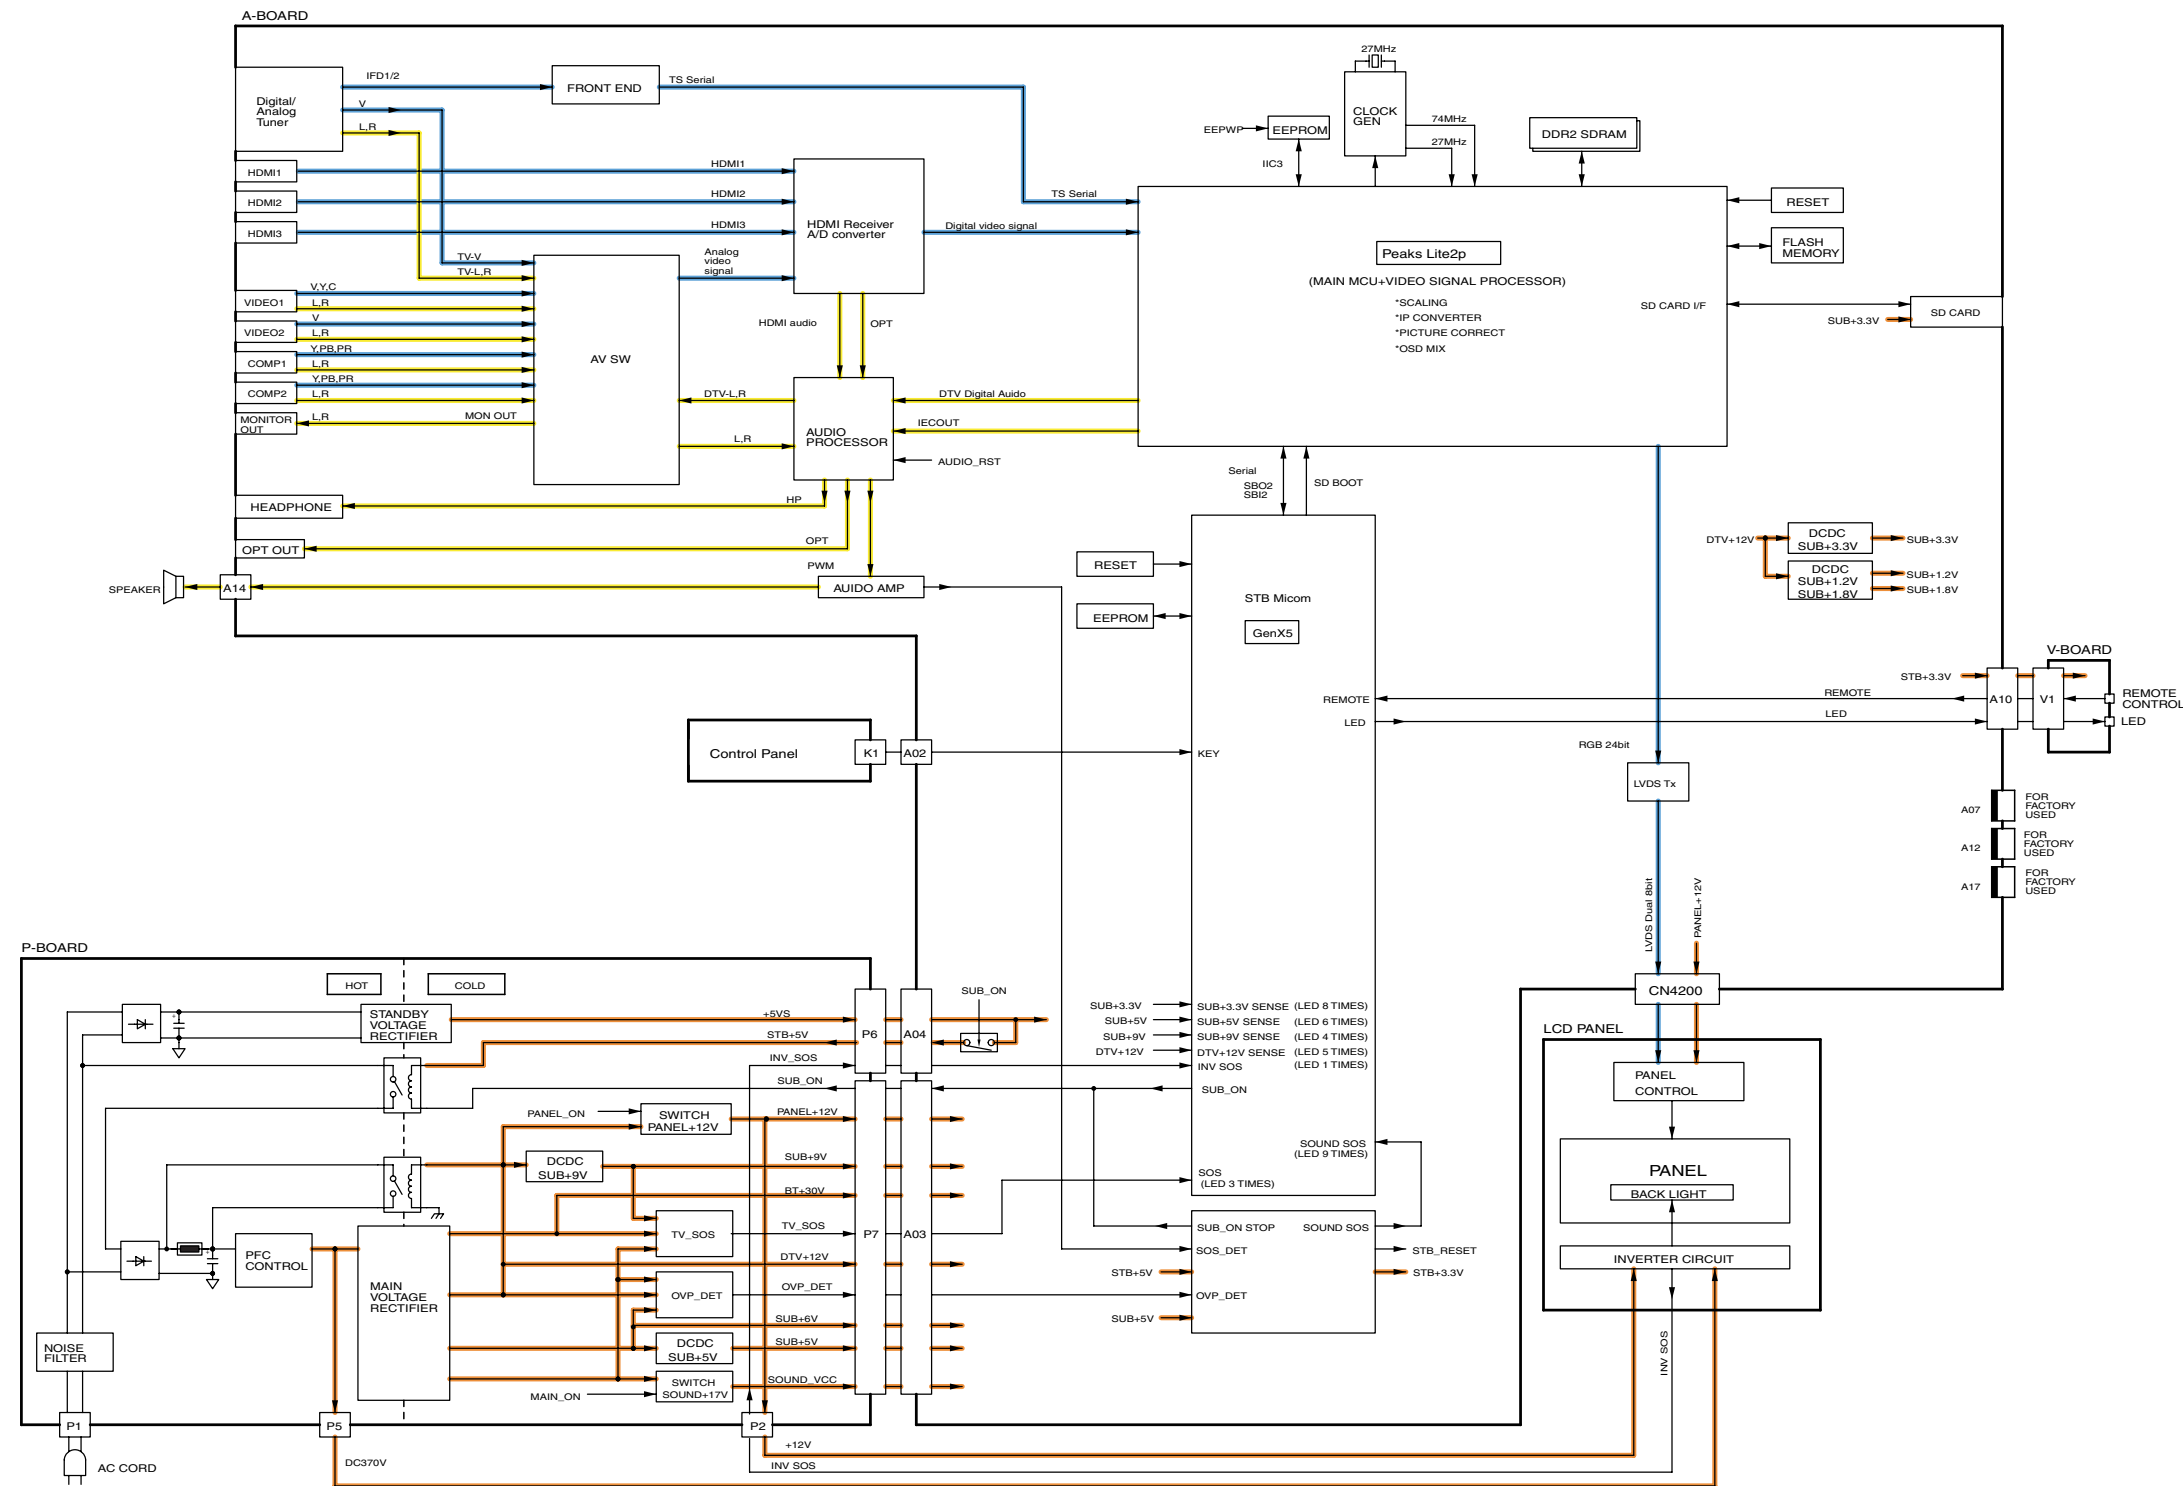 A-BOARD
Digital/
Analog
Tuner
IFD1/2
V
L,R
FRONT END
TS Serial
27MHz
CLOCK
GEN
74MHz
27MHz
EEPWP
EEPROM
IIC3
DDR2 SDRAM
HDMI1
HDMI2
HDMI3
HDMI1
HDMI2
HDMI3
HDMI Receiver
A/D converter
TS Serial
Digital video signal
Peaks Lite2p
(MAIN MCU+VIDEO SIGNAL PROCESSOR)
*SCALING
*IP CONVERTER
*PICTURE CORRECT
*OSD MIX
RESET
FLASH
MEMORY
SD CARD I/F
SUB+3.3V
SD CARD
TV-V
TV-L,R
Analog
video
signal
VIDEO1
V,Y,C
L,R
VIDEO2
V
L,R
COMP1
Y,PB,PR
L,R
COMP2
Y,PB,PR
L,R
MONITOR
OUT
L,R
MON OUT
AV SW
HDMI audio
OPT
DTV-L,R
L,R
AUDIO
PROCESSOR
DTV Digital Auido
IECOUT
AUDIO_RST
HEADPHONE
HP
OPT OUT
OPT
SPEAKER
A14
PWM
AUIDO AMP
Serial
SBO2
SBI2
SD BOOT
RESET
EEPROM
STB Micom
GenX5
DTV+12V
DCDC
SUB+3.3V
SUB+3.3V
DCDC
SUB+1.2V
SUB+1.8V
SUB+1.2V
SUB+1.8V
V-BOARD
STB+3.3V
REMOTE
REMOTE
A10
V1
REMOTE
CONTROL
LED
LED
LED
Control Panel
K1
A02
KEY
RGB 24bit
LVDS Tx
A07
FOR
FACTORY
USED
A12
FOR
FACTORY
USED
A17
FOR
FACTORY
USED
LVDS Dual 8bit
PANEL+12V
CN4200
LCD PANEL
PANEL
CONTROL
PANEL
BACK LIGHT
INVERTER CIRCUIT
INV SOS
P-BOARD
HOT
COLD
STANDBY
VOLTAGE
RECTIFIER
+5VS
STB+5V
INV_SOS
SUB_ON
P6
A04
SUB_ON
SUB+3.3V
SUB+3.3V SENSE
(LED 8 TIMES)
SUB+5V
SUB+5V SENSE
(LED 6 TIMES)
SUB+9V
SUB+9V SENSE
(LED 4 TIMES)
DTV+12V
DTV+12V SENSE
(LED 5 TIMES)
INV SOS
(LED 1 TIMES)
SUB_ON
PANEL_ON
SWITCH
PANEL+12V
PANEL+12V
DCDC
SUB+9V
SUB+9V
BT+30V
TV_SOS
TV_SOS
P7
A03
DTV+12V
OVP_DET
OVP_DET
SUB+6V
DCDC
SUB+5V
SUB+5V
SWITCH
SOUND+17V
SOUND_VCC
MAIN_ON
SOUND SOS
(LED 9 TIMES)
SOS
(LED 3 TIMES)
SUB_ON STOP
SOUND SOS
SOS_DET
STB_RESET
STB+5V
STB+3.3V
OVP_DET
SUB+5V
PFC
CONTROL
MAIN
VOLTAGE
RECTIFIER
NOISE
FILTER
P1
P5
P2
AC CORD
DC370V
+12V
INV SOS